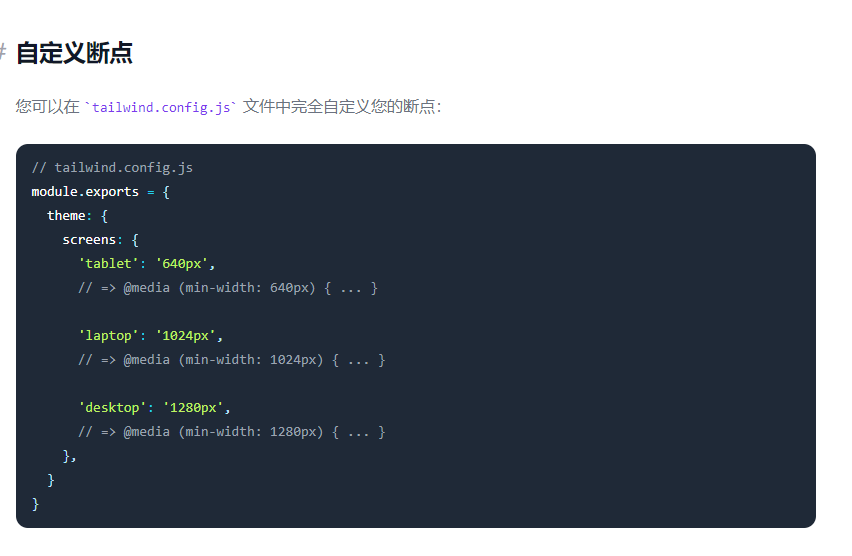 # 自定义断点
您可以在 `tailwind.config.js` 文件中完全自定义您的断点：
// tailwind.config.js
module.exports = {
  theme: {
    screens: {
      'tablet': '640px',
      // => @media (min-width: 640px) { ... }
      'laptop': '1024px',
      // => @media (min-width: 1024px) { ... }
      'desktop': '1280px',
      // => @media (min-width: 1280px) { ... }
    },
  }
}